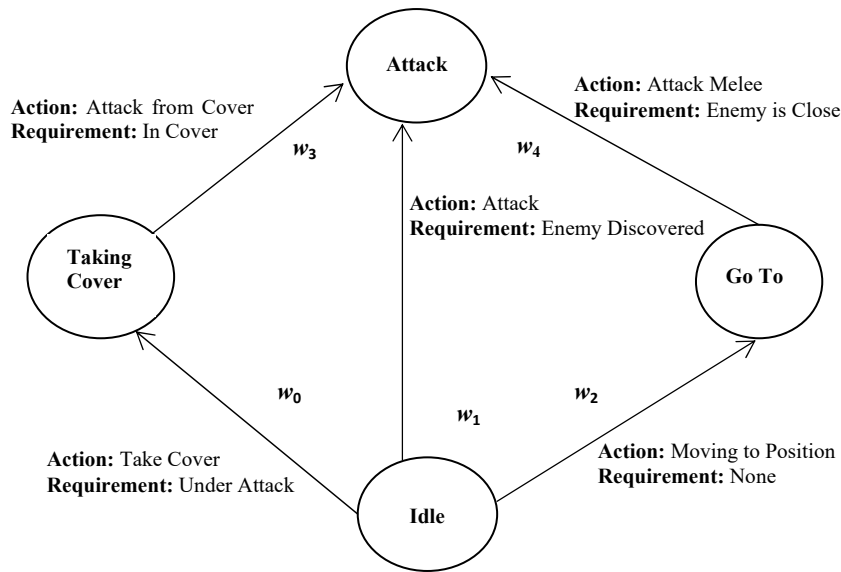 Attack
Action: Attack Melee
Requirement: Enemy is Close
Action: Attack from Cover
Requirement: In Cover
w3
w4
Action: Attack
Requirement: Enemy Discovered
Taking
Cover
Go To
w0
w1
w2
Action: Take Cover
Requirement: Under Attack
Action: Moving to Position
Requirement: None
Idle